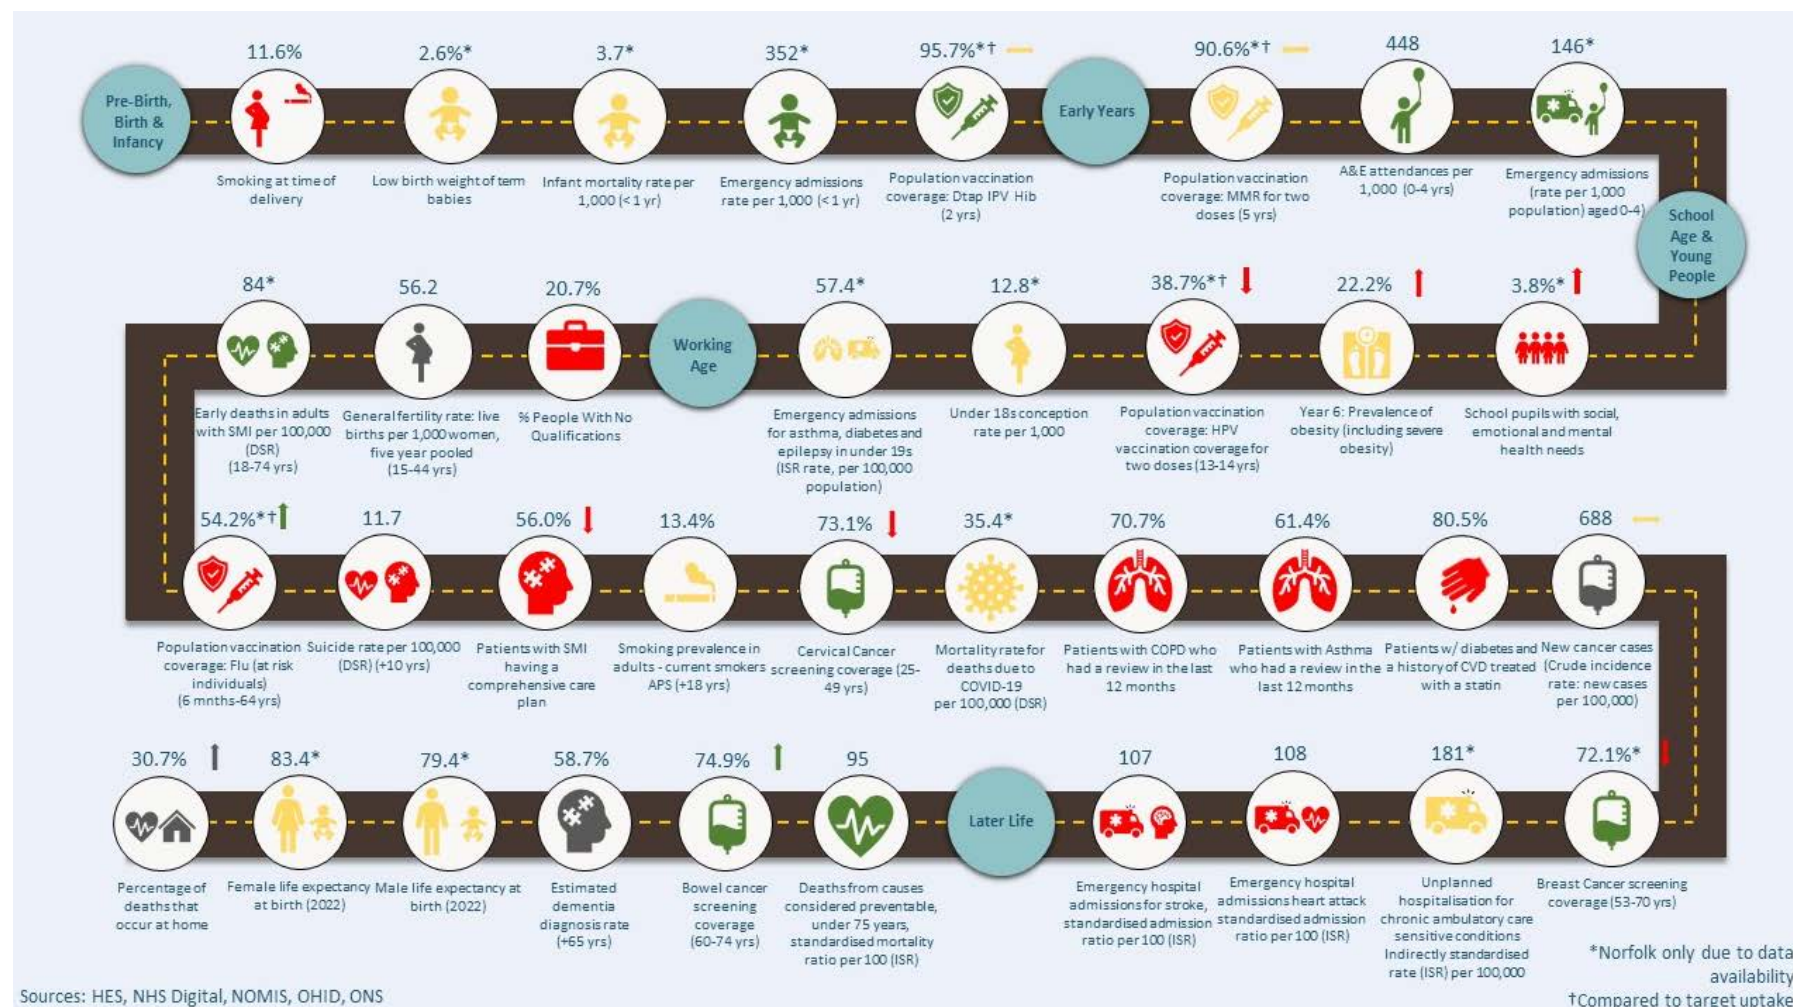 11.6%
2.6%*
3.7*
352*
95.7%*†
90.6%*†
448
146*
Pre-Birth,
Birth &
Infancy
Early Years
Smoking at time of
delivery
Low birth weight of term
babies
Infant mortality rate per
1,000 (<1 yr)
Emergency admissions
rate per 1,000 (<1 yr)
Population vaccination
coverage: Dtap IPV Hib
(2 yrs)
Population vaccination
coverage: MMR for two
doses (5 yrs)
A&E attendances per
1,000 (0-4 yrs)
Emergency admissions
(rate per 1,000
population) aged 0-4)
School
Age &
Young
People
84*
56.2
20.7%
57.4*
12.8*
38.7%*†
22.2%
3.8%*
Working
Age
Early deaths in adults
with SMI per 100,000
(DSR)
(18-74 yrs)
General fertility rate: live
births per 1,000 women,
five year pooled
(15-44 yrs)
% People With No
Qualifications
Emergency admissions
for asthma, diabetes and
epilepsy in under 19s
(ISR rate, per 100,000
population)
Under 18s conception
rate per 1,000
Population vaccination
coverage: HPV
vaccination coverage for
two doses (13-14 yrs)
Year 6: Prevalence of
obesity (including severe
obesity)
School pupils with social,
emotional and mental
health needs
54.2%*†
11.7
56.0%
13.4%
73.1%
35.4*
70.7%
61.4%
80.5%
688
Population vaccination
coverage: Flu (at risk
individuals)
(6 mnths-64 yrs)
Suicide rate per 100,000
(DSR) (+10 yrs)
Patients with SMI
having a
comprehensive care
plan
Smoking prevalence in
adults - current smokers
APS (+18 yrs)
Cervical Cancer
screening coverage (25-
49 yrs)
Mortality rate for
deaths due to
COVID-19
per 100,000 (DSR)
Patients with COPD who
had a review in the last
12 months
Patients with Asthma
who had a review in the
last 12 months
Patients w/ diabetes and
a history of CVD treated
with a statin
New cancer cases
(Crude incidence
rate: new cases
per 100,000)
30.7%
83.4*
79.4*
58.7%
74.9%
95
107
108
181*
72.1%*
Later Life
Percentage of
deaths that
occur at home
Female life expectancy
at birth (2022)
Male life expectancy at
birth (2022)
Estimated
dementia
diagnosis rate
(+65 yrs)
Bowel cancer
screening
coverage
(60-74 yrs)
Deaths from causes
considered preventable,
under 75 years,
standardised mortality
ratio per 100 (ISR)
Emergency hospital
admissions for stroke,
standardised admission
ratio per 100 (ISR)
Emergency hospital
admissions heart attack
standardised admission
ratio per 100 (ISR)
Unplanned
hospitalisation for
chronic ambulatory care
sensitive conditions
Indirectly standardised
rate (ISR) per 100,000
Breast Cancer screening
coverage (53-70 yrs)
*Norfolk only due to data
availability
†Compared to target uptake
Sources: HES, NHS Digital, NOMIS, OHID, ONS